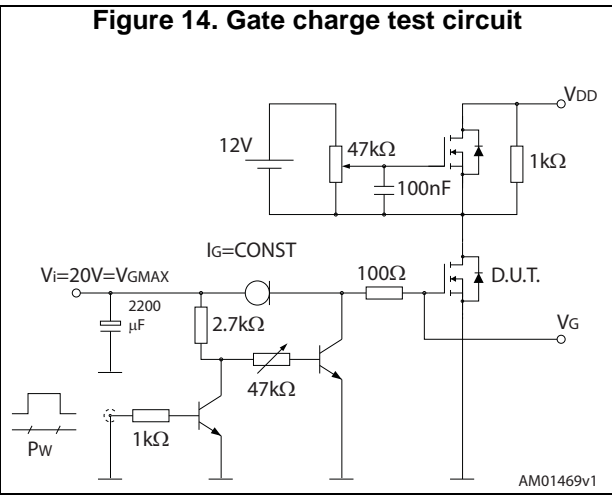 Figure 14. Gate charge test circuit
VDD
12V
47kΩ
1kΩ
100nF
IG=CONST
Vi=20V=VGMAX
100Ω
D.U.T.
2200
μF
2.7kΩ
VG
47kΩ
1kΩ
PW
AM01469v1